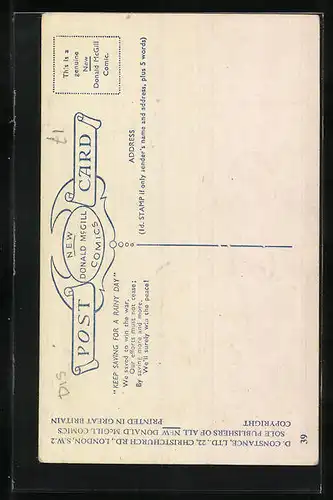 POST CARD
NEW
DONALD McGILL
COMICS
This is a
genuine
New
Donald McGill
Comic.
£1
DIS
"KEEP SAVING FOR A RAINY DAY"
We saved to win the war,
Our efforts must not cease;
By saving more and more,
We'll surely win the peace!
ADDRESS
(1d. STAMP if only sender's name and address, plus 5 words)
D. CONSTANCE, LTD., 22, CHRISTCHURCH RD., LONDON, S.W.2
SOLE PUBLISHERS OF ALL NEW DONALD McGILL COMICS
COPYRIGHT PRINTED IN GREAT BRITAIN
39